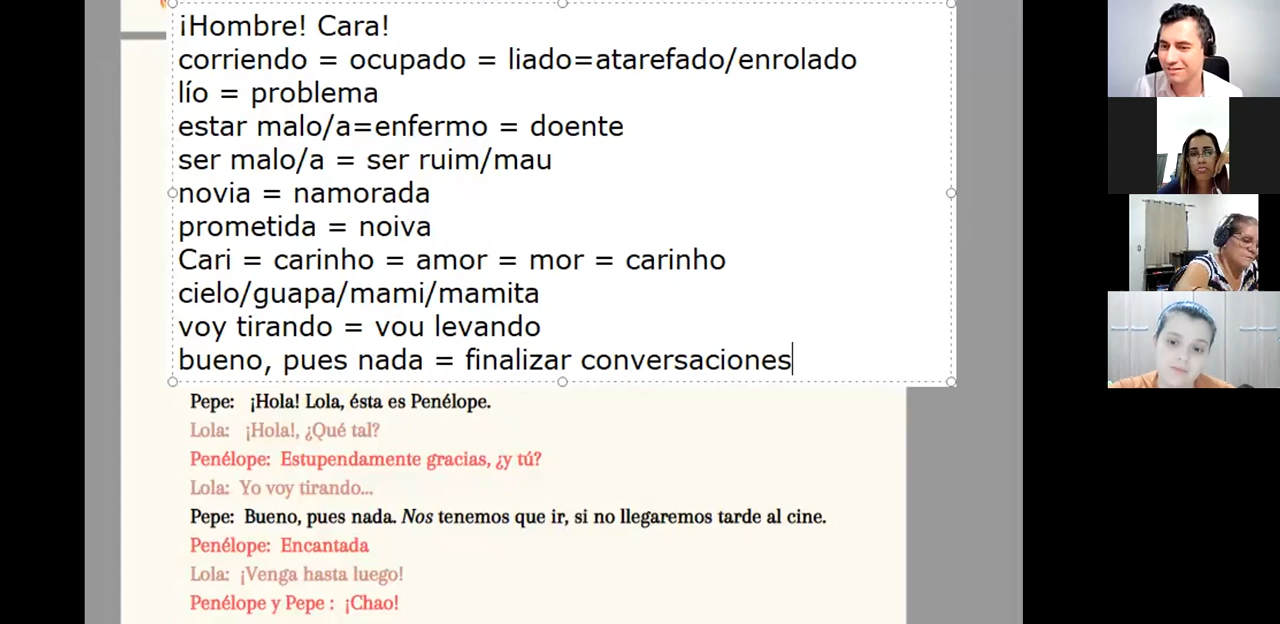 ¡Hombre! Cara!
corriendo = ocupado = liado=atarefado/enrolado
lío = problema
estar malo/a=enfermo = doente
ser malo/a = ser ruim/mau
novia = namorada
prometida = noiva
Cari = carinho = amor = mor = carinho
cielo/guapa/mami/mamita
voy tirando = vou levando
bueno, pues nada = finalizar conversaciones
Pepe: ¡Hola! Lola, ésta es Penélope.
Lola: ¡Hola!, ¿Qué tal?
Penélope: Estupendamente gracias, ¿y tú?
Lola: Yo voy tirando...
Pepe: Bueno, pues nada. Nos tenemos que ir, si no llegaremos tarde al cine.
Penélope: Encantada
Lola: ¡Venga hasta luego!
Penélope y Pepe : ¡Chao!